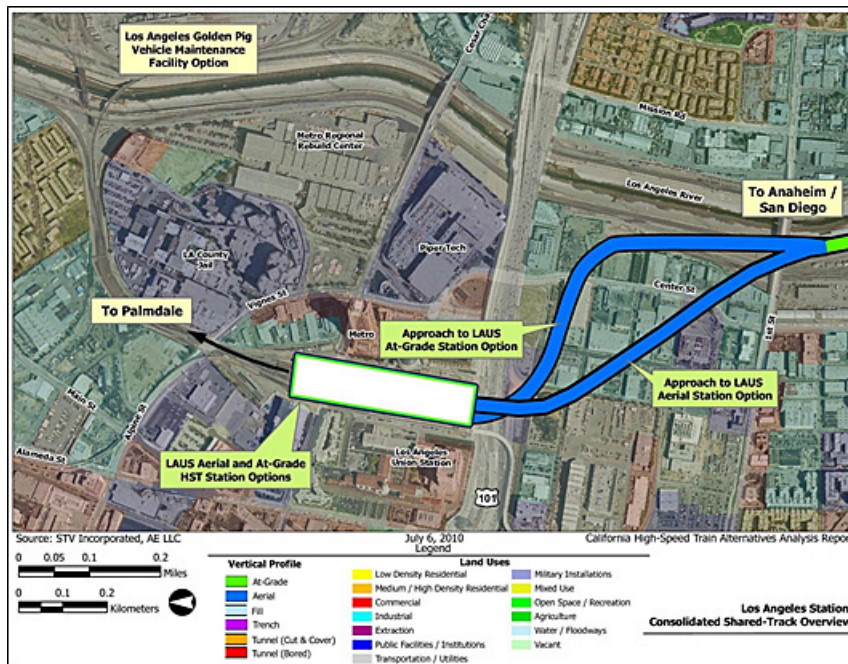 Los Angeles Golden Pig
Vehicle Maintenance
Facility Option
Cesar Cha
Mission Rd
Metro Regional
Rebuild Center
Los Angeles River
To Anaheim /
San Diego
LA County
Jail
Piper Tech
Vignes St
Center St
To Palmdale
Metro
Approach to LAUS
At-Grade Station Option
1st St
Approach to LAUS
Aerial Station Option
Main St
Alpine St
Alameda St
LAUS Aerial and At-Grade
HST Station Options
Los Angeles
Union Station
101
Source: STV Incorporated, AE LLC
July 6, 2010
California High-Speed Train Alternatives Analysis Report
Legend
0 0.05 0.1 0.2
Miles
0 0.1 0.2
Kilometers
Vertical Profile
At-Grade
Aerial
Fill
Trench
Tunnel (Cut & Cover)
Tunnel (Bored)
Land Uses
Low Density Residential
Medium / High Density Residential
Commercial
Industrial
Extraction
Public Facilities / Institutions
Transportation / Utilities
Military Installations
Mixed Use
Open Space / Recreation
Agriculture
Water / Floodways
Vacant
Los Angeles Station
Consolidated Shared-Track Overview